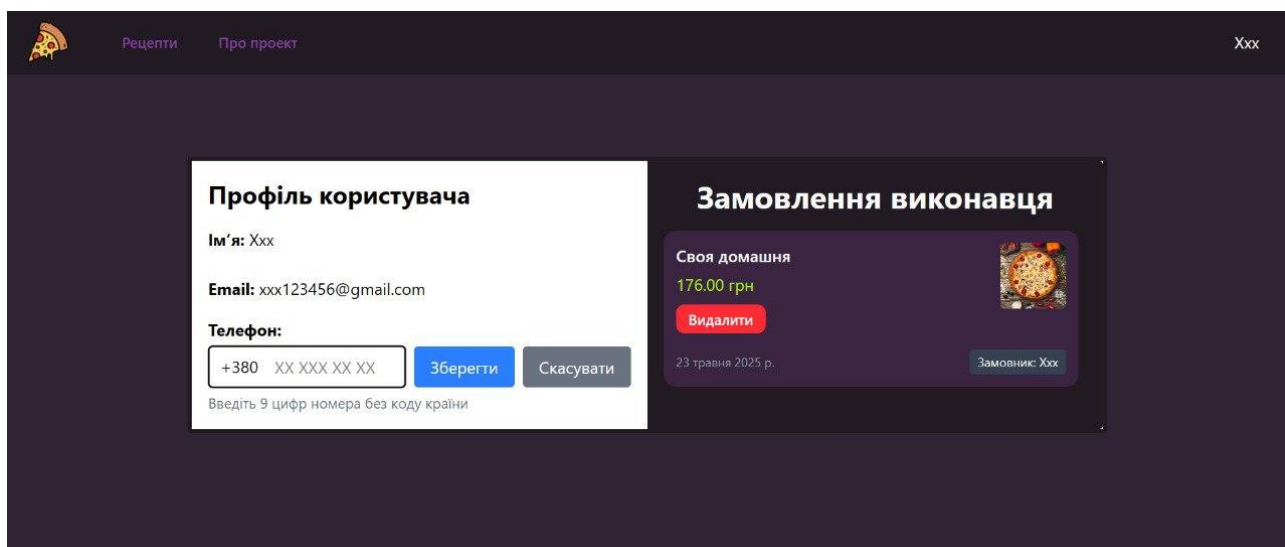 Рецепти Про проект Xxx
Профіль користувача
Ім’я: Xxx
Email: xxx123456@gmail.com
Телефон:
+380 XX XXX XX XX Зберегти Скасувати
Введіть 9 цифр номера без коду країни
Замовлення виконавця
Своя домашня
176.00 грн
Видалити
23 травня 2025 р. Замовник: Xxx